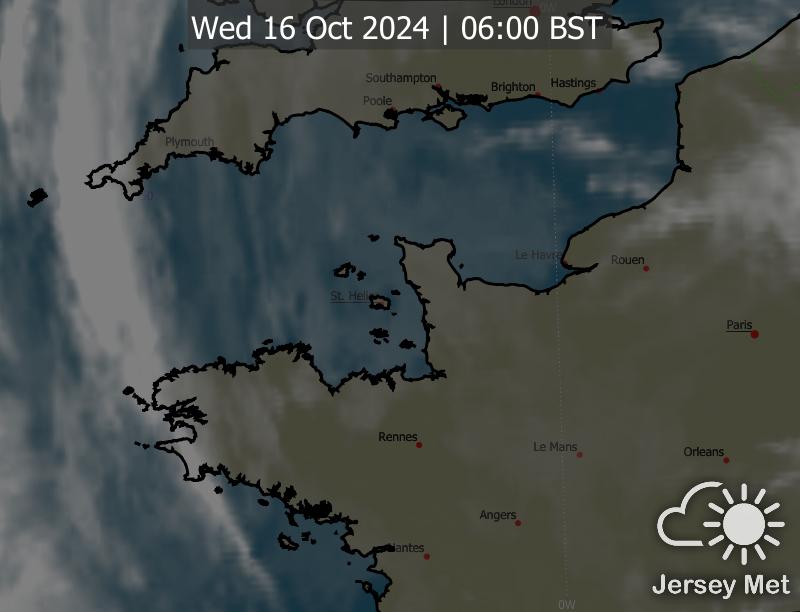 London
0W
Wed 16 Oct 2024 | 06:00 BST
Southampton
Brighton
Hastings
Poole
Plymouth
Le Havre
Rouen
St. Helier
Paris
Rennes
Le Mans
Orleans
Angers
Nantes
Jersey Met
0W